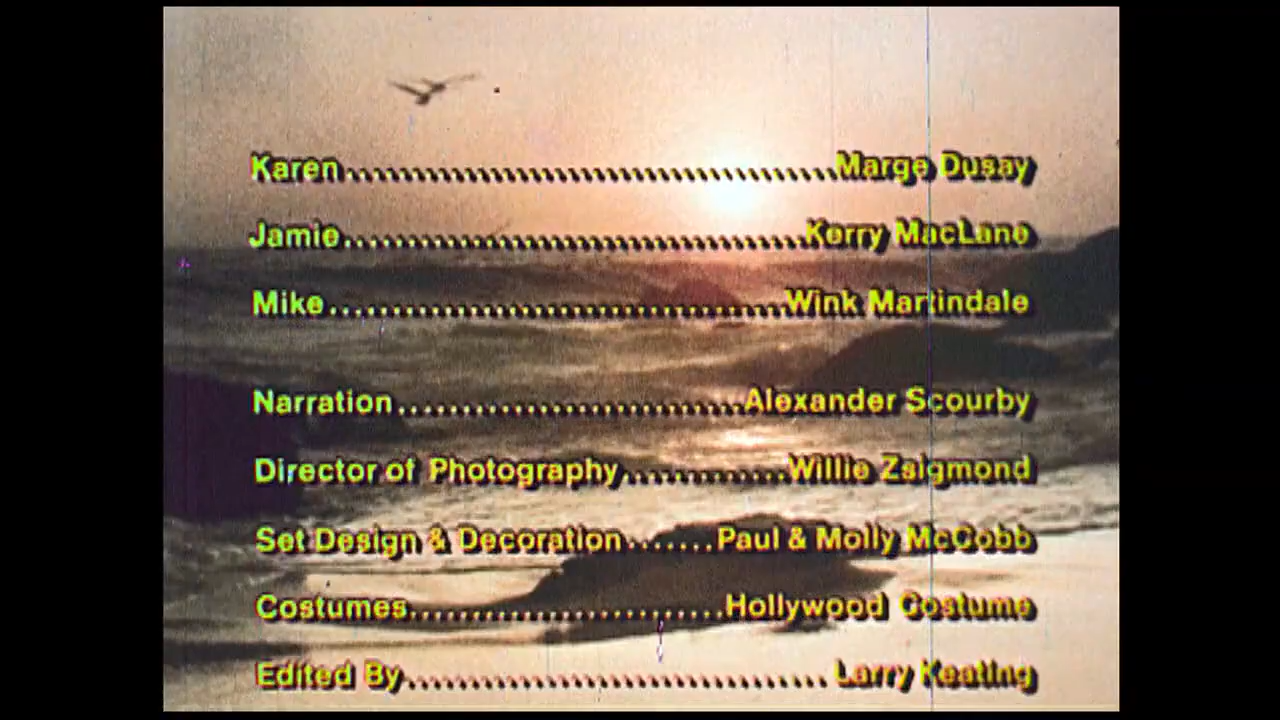 Karen.....................................Marge Dusay
Jamie...................................Kerry MacLane
Mike..................................Wink Martindale
Narration...........................Alexander Scourby
Director of Photography.............Willie Zsigmond
Set Design & Decoration.......Paul & Molly McCobb
Costumes........................Hollywood Costume
Edited By.................................Larry Keating